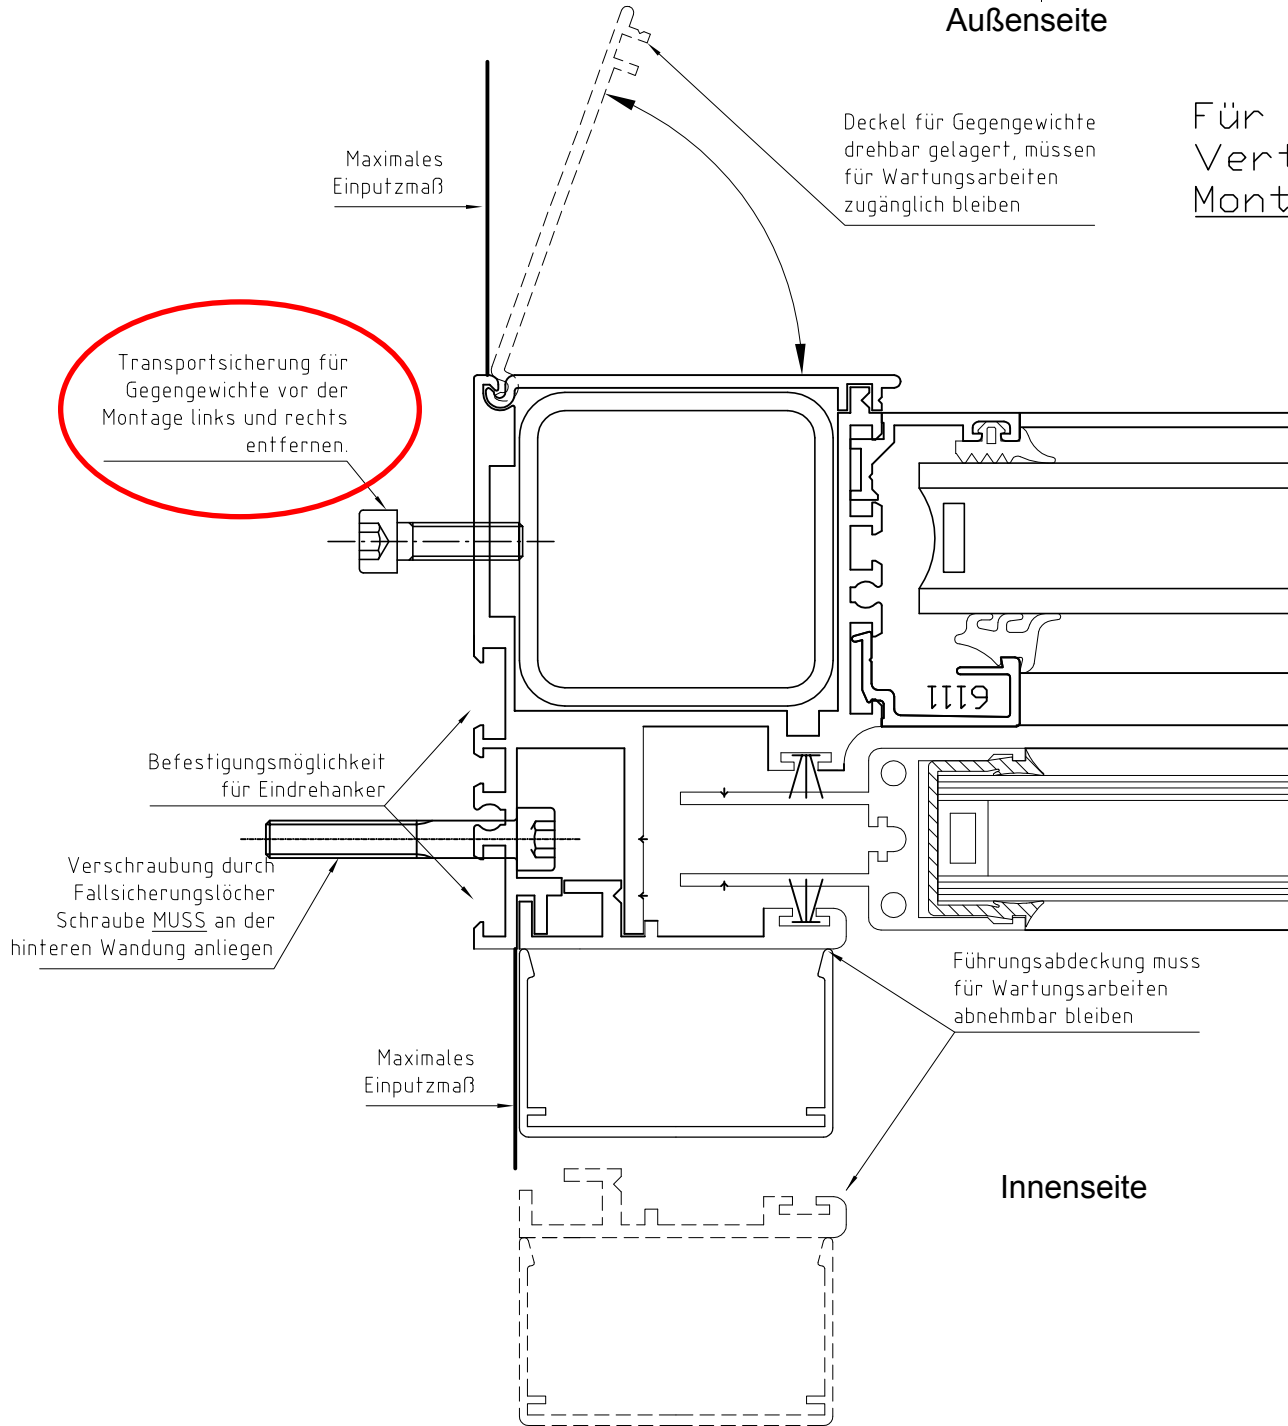 Außenseite
Für
Deckel für Gegengewichte
drehbar gelagert, müssen
für Wartungsarbeiten
zugänglich bleiben
Maximales
Einputzmaß
Transportsicherung für
Gegengewichte vor der
Montage links und rechts
entfernen.
6111
Befestigungsmöglichkeit
für Eindrehanker
Verschraubung durch
Fallsicherungslöcher
Schraube MUSS an der
hinteren Wandung anliegen
Führungsabdeckung muss
für Wartungsarbeiten
abnehmbar bleiben
Maximales
Einputzmaß
Innenseite